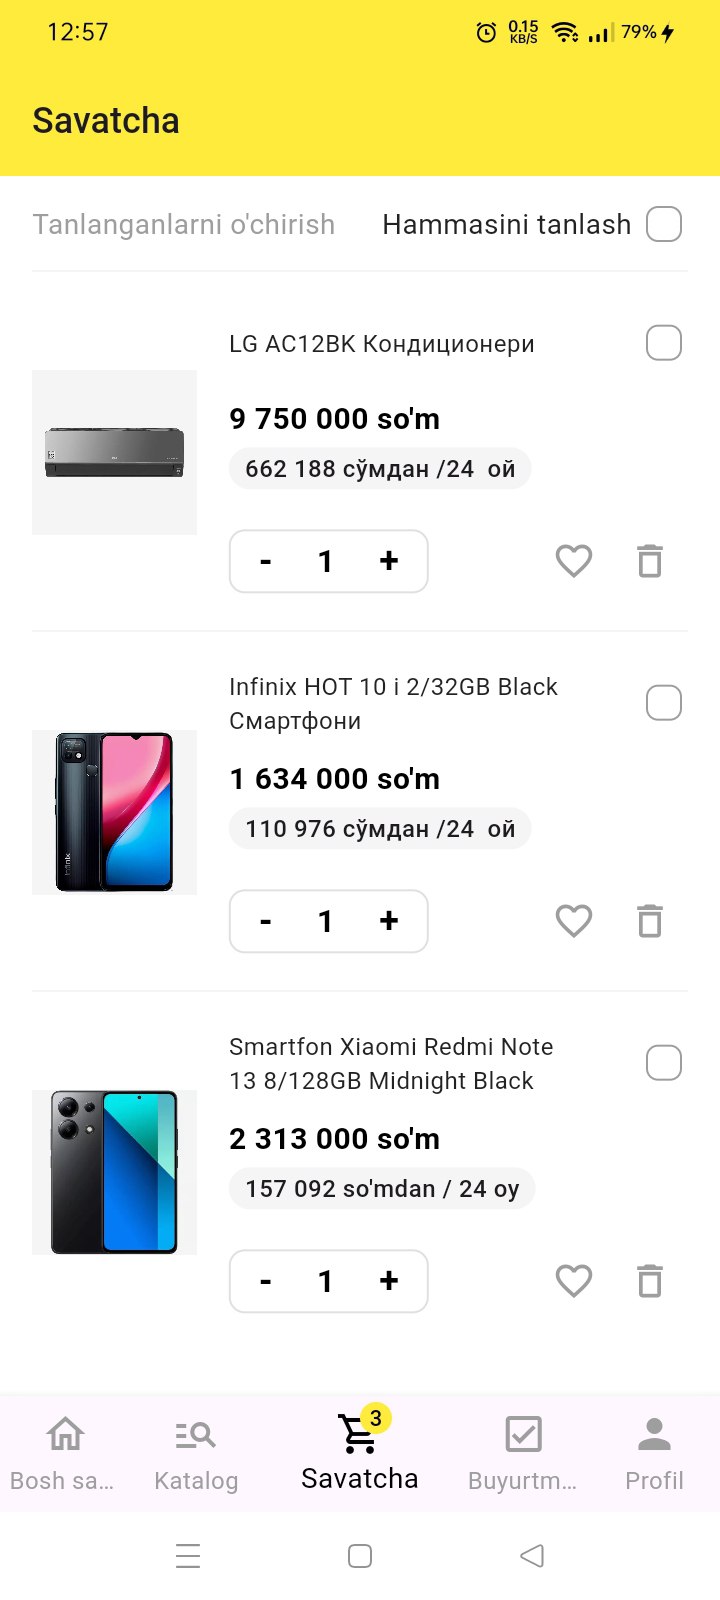 12:57
0.15
KB/S
79%
Savatcha
Tanlanganlarni o'chirish
Hammasini tanlash
LG AC12BK Кондиционери
9 750 000 so'm
662 188 сўмдан /24 ой
- 1 +
Infinix HOT 10 i 2/32GB Black
Смартфони
1 634 000 so'm
110 976 сўмдан /24 ой
- 1 +
Infinix
Smartfon Xiaomi Redmi Note
13 8/128GB Midnight Black
2 313 000 so'm
157 092 so'mdan / 24 oy
- 1 +
3
Bosh sa...
Katalog
Savatcha
Buyurtm...
Profil